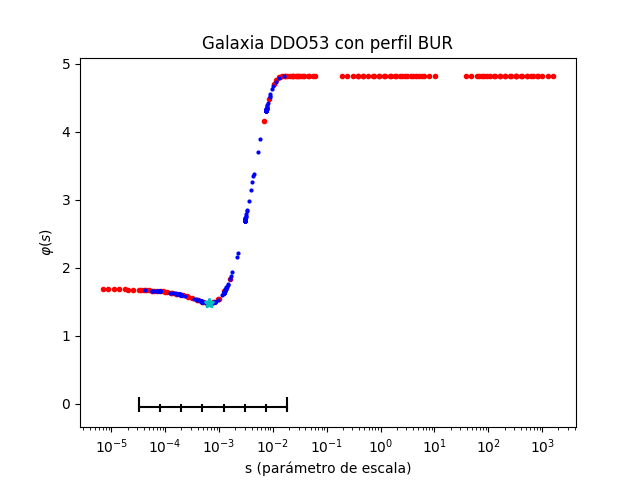 Galaxia DDO53 con perfil BUR
φ(s)
5
4
3
2
1
0
10⁻⁵ 10⁻⁴ 10⁻³ 10⁻² 10⁻¹ 10⁰ 10¹ 10² 10³
s (parámetro de escala)